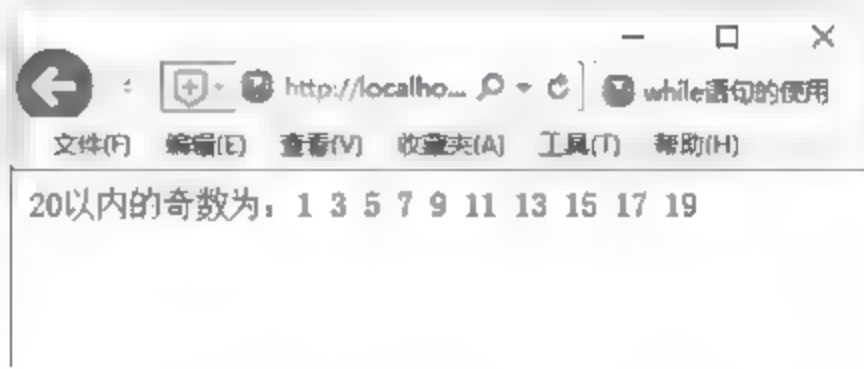 http://localho... while语句的使用
文件(F) 编辑(E) 查看(V) 收藏夹(A) 工具(T) 帮助(H)
20以内的奇数为：1 3 5 7 9 11 13 15 17 19